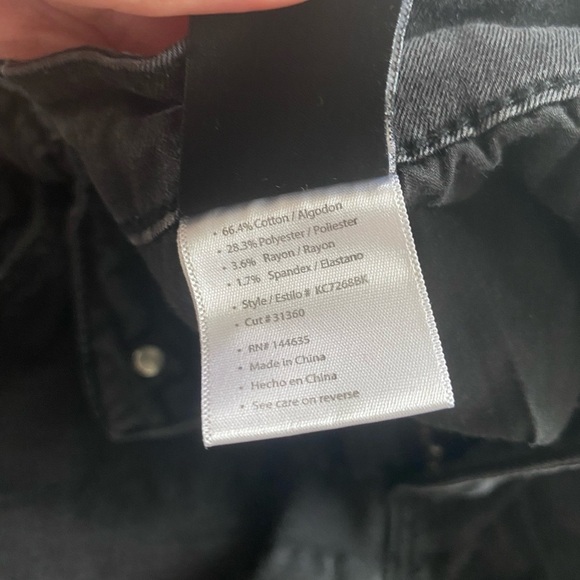 • 66.4% Cotton / Algodon
• 28.3% Polyester / Poliester
• 3.6% Rayon / Rayon
• 1.7% Spandex / Elastano
• Style / Estilo # KC7268BK
• Cut # 31360
• RN# 144635
• Made in China
• Hecho en China
• See care on reverse